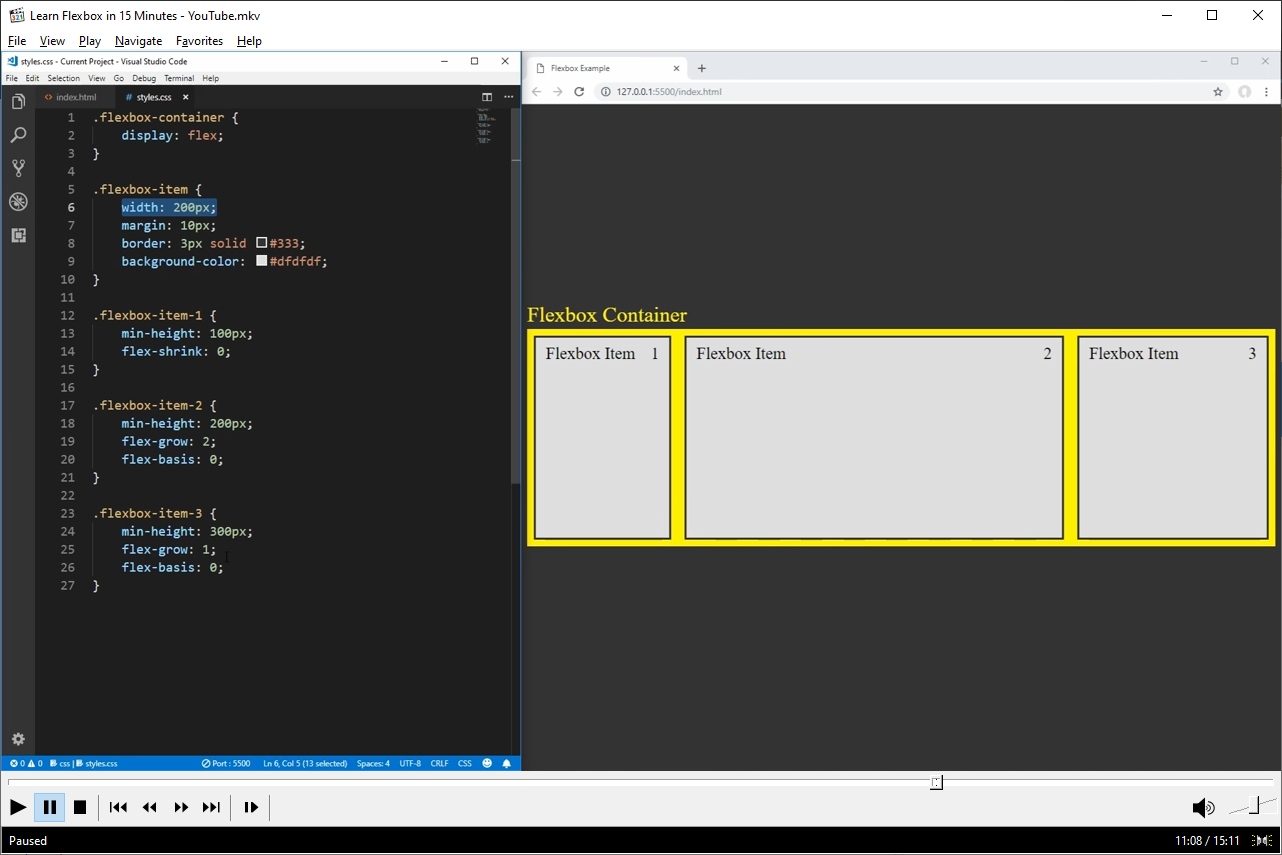 Learn Flexbox in 15 Minutes - YouTube.mkv
File View Play Navigate Favorites Help
styles.css - Current Project - Visual Studio Code
File Edit Selection View Go Debug Terminal Help
index.html
# styles.css
1 .flexbox-container {
2 display: flex;
3 }
4
5 .flexbox-item {
6 width: 200px;
7 margin: 10px;
8 border: 3px solid #333;
9 background-color: #dfdfdf;
10 }
11
12 .flexbox-item-1 {
13 min-height: 100px;
14 flex-shrink: 0;
15 }
16
17 .flexbox-item-2 {
18 min-height: 200px;
19 flex-grow: 2;
20 flex-basis: 0;
21 }
22
23 .flexbox-item-3 {
24 min-height: 300px;
25 flex-grow: 1;
26 flex-basis: 0;
27 }
0 0 css | styles.css Port : 5500 Ln 6, Col 5 (13 selected) Spaces: 4 UTF-8 CRLF CSS
Flexbox Example
127.0.0.1:5500/index.html
Flexbox Container
Flexbox Item 1
Flexbox Item 2
Flexbox Item 3
Paused
11:08 / 15:11